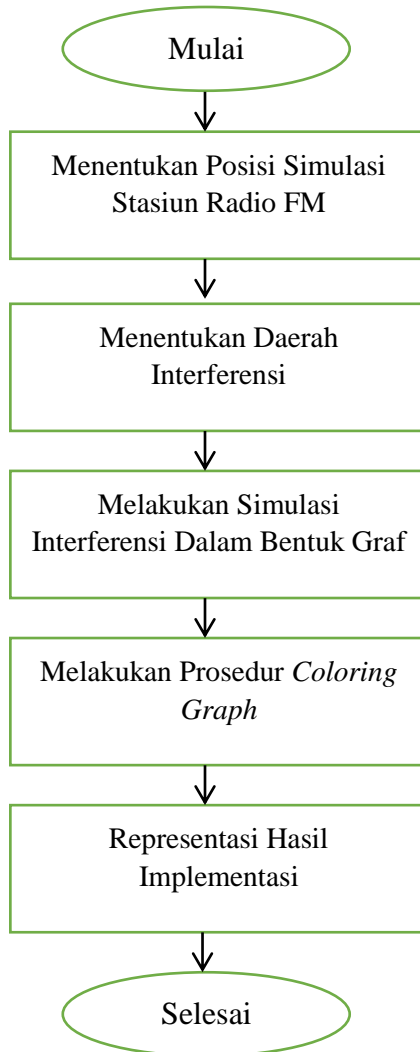 Mulai
Menentukan Posisi Simulasi
Stasiun Radio FM
Menentukan Daerah
Interferensi
Melakukan Simulasi
Interferensi Dalam Bentuk Graf
Melakukan Prosedur Coloring
Graph
Representasi Hasil
Implementasi
Selesai